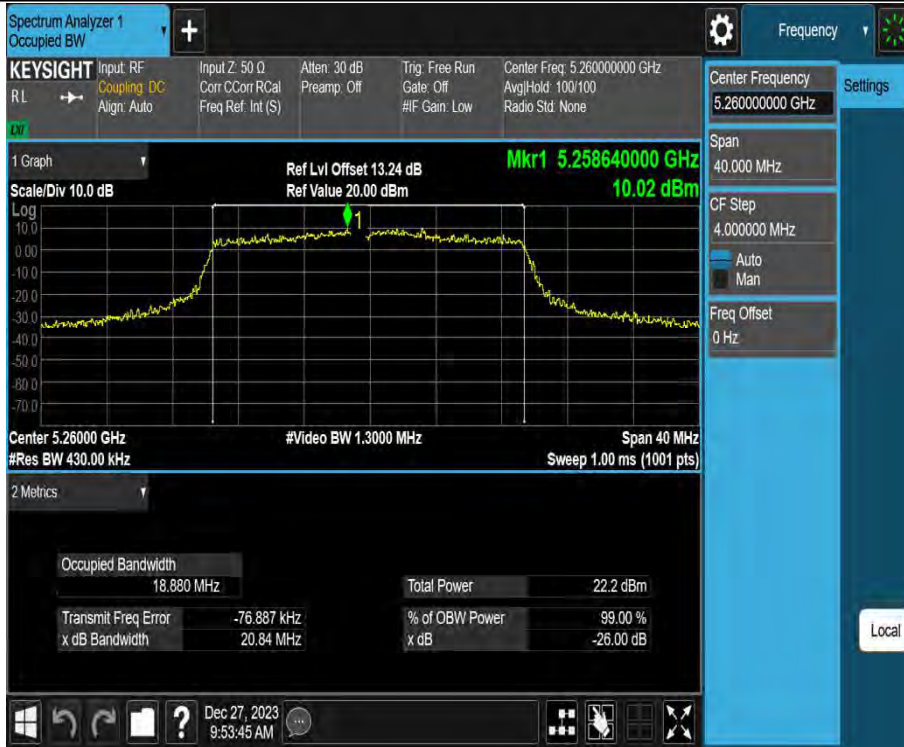 Spectrum Analyzer 1
Occupied BW
+
Frequency
KEYSIGHT
RL
LXI
Input: RF
Coupling: DC
Align: Auto
Input Z: 50 Ω
Corr CCorr RCal
Freq Ref: Int (S)
Atten: 30 dB
Preamp: Off
Trig: Free Run
Gate: Off
#IF Gain: Low
Center Freq: 5.260000000 GHz
Avg|Hold: 100/100
Radio Std: None
Center Frequency
5.260000000 GHz
Settings
Span
40.000 MHz
CF Step
4.000000 MHz
Auto
Man
Freq Offset
0 Hz
Local
1 Graph
Scale/Div 10.0 dB
Ref Lvl Offset 13.24 dB
Ref Value 20.00 dBm
Mkr1 5.258640000 GHz
10.02 dBm
Log
10.0
0.00
-10.0
-20.0
-30.0
-40.0
-50.0
-60.0
-70.0
1
Center 5.26000 GHz
#Video BW 1.3000 MHz
Span 40 MHz
#Res BW 430.00 kHz
Sweep 1.00 ms (1001 pts)
2 Metrics
Occupied Bandwidth
18.880 MHz
Total Power 22.2 dBm
Transmit Freq Error -76.887 kHz
% of OBW Power 99.00 %
x dB Bandwidth 20.84 MHz
x dB -26.00 dB
?
Dec 27, 2023
9:53:45 AM